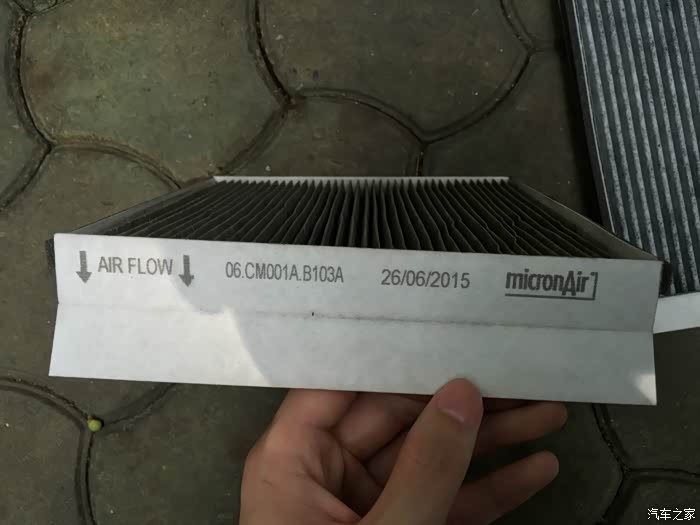 AIR FLOW 06.CM001A.B103A 26/06/2015 micronAir
汽车之家